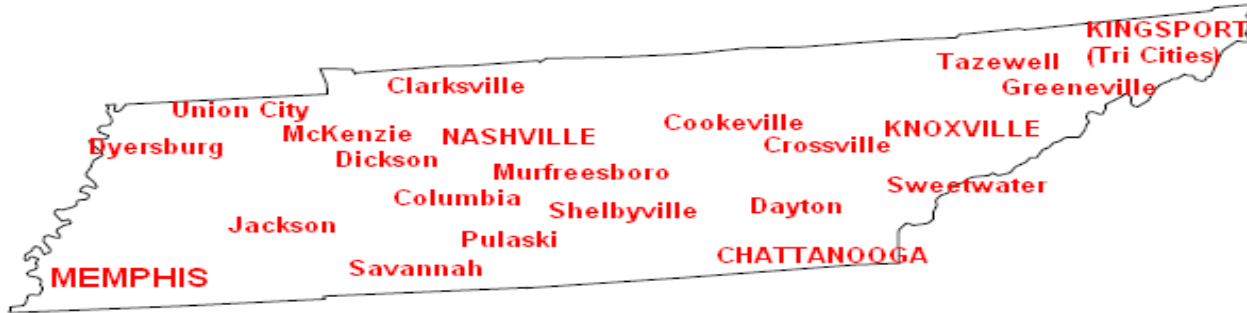 KINGSPORT
(Tri Cities)
Tazewell
Greeneville
Clarksville
Union City
McKenzie
NASHVILLE
Cookeville
KNOXVILLE
Dyersburg
Dickson
Crossville
Murfreesboro
Sweetwater
Columbia
Shelbyville
Dayton
Jackson
Pulaski
CHATTANOOGA
Savannah
MEMPHIS